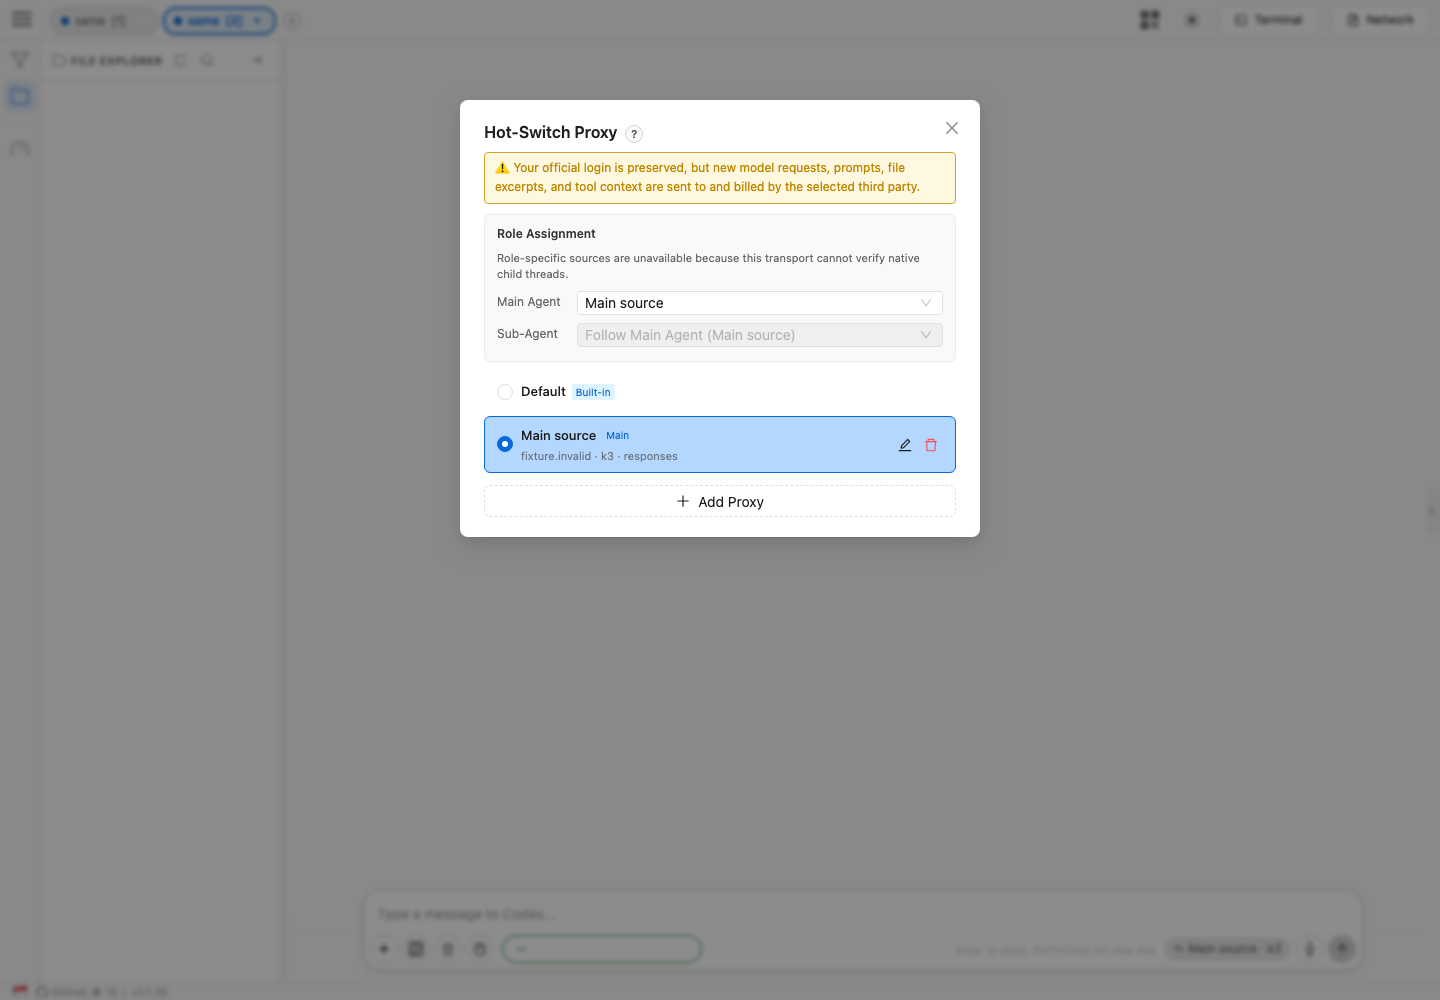 same [1]
same [2]
Terminal
Network
FILE EXPLORER
Hot-Switch Proxy ?
Your official login is preserved, but new model requests, prompts, file
excerpts, and tool context are sent to and billed by the selected third party.
Role Assignment
Role-specific sources are unavailable because this transport cannot verify native
child threads.
Main Agent Main source
Sub-Agent Follow Main Agent (Main source)
Default Built-in
Main source Main
fixture.invalid · k3 · responses
Add Proxy
Type a message to Codex...
Main source · k3